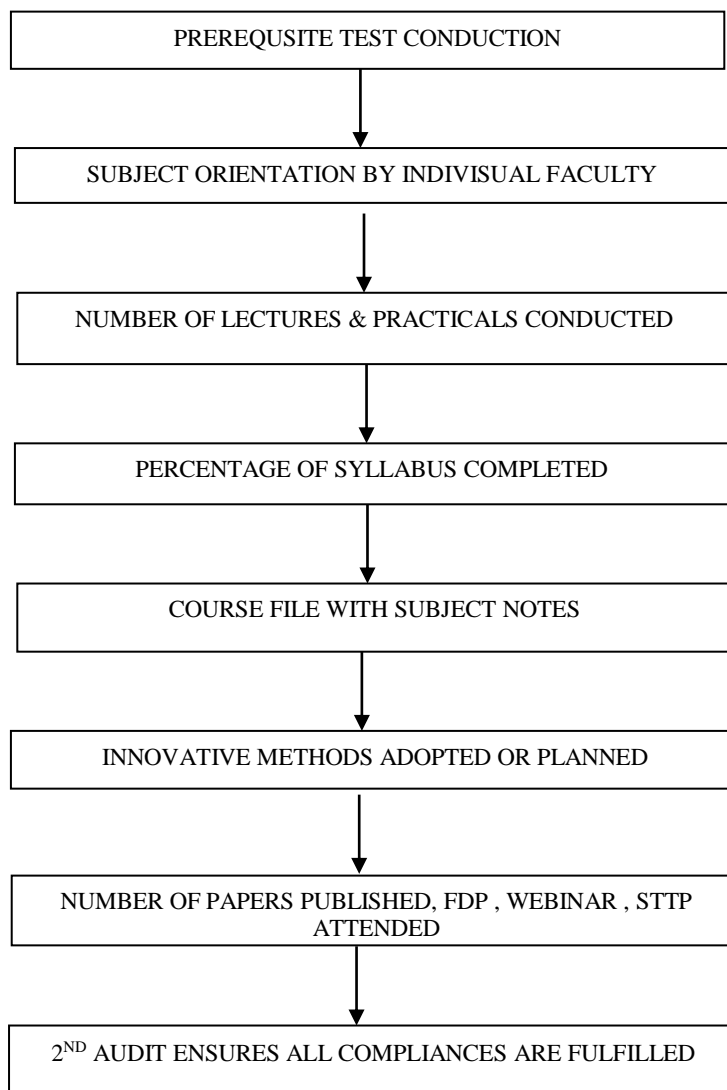 PREREQUSITE TEST CONDUCTION
SUBJECT ORIENTATION BY INDIVISUAL FACULTY
NUMBER OF LECTURES & PRACTICALS CONDUCTED
PERCENTAGE OF SYLLABUS COMPLETED
COURSE FILE WITH SUBJECT NOTES
INNOVATIVE METHODS ADOPTED OR PLANNED
NUMBER OF PAPERS PUBLISHED, FDP , WEBINAR , STTP
ATTENDED
2ND AUDIT ENSURES ALL COMPLIANCES ARE FULFILLED